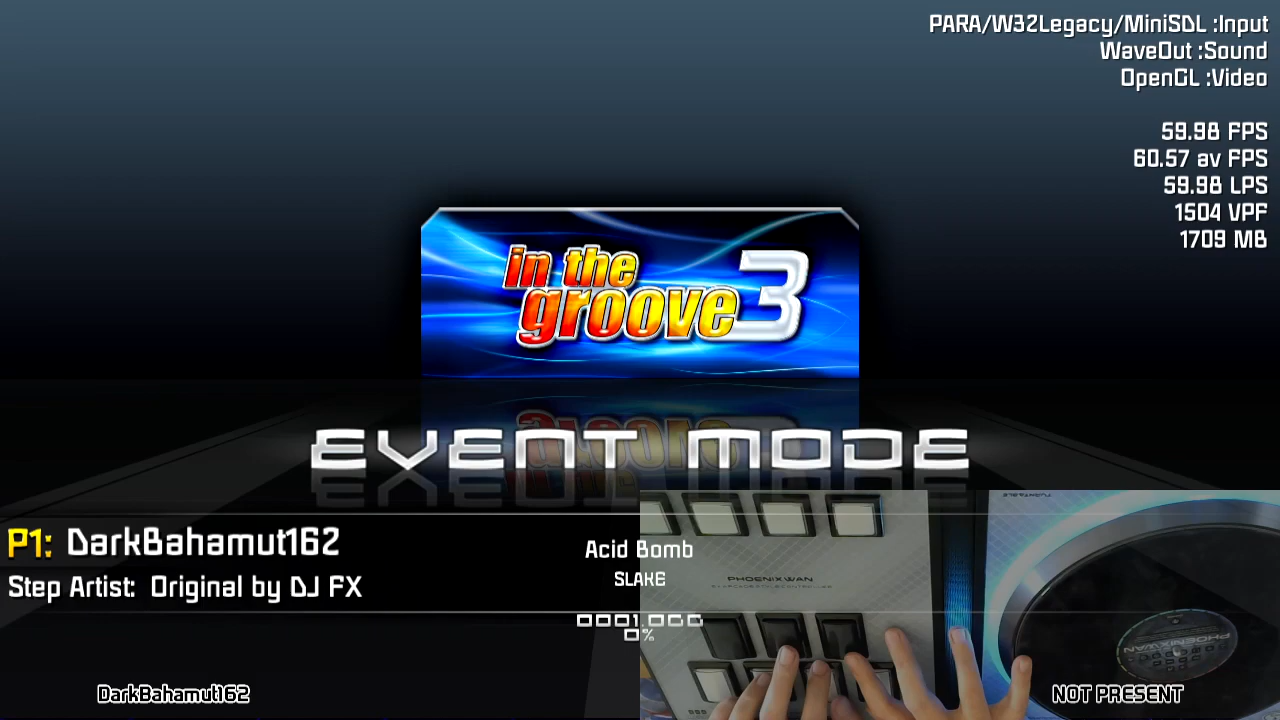 PARA/W32Legacy/MiniSDL :Input
WaveOut :Sound
OpenGL :Video
59.98 FPS
60.57 av FPS
59.98 LPS
1504 VPF
1709 MB
in the
groove 3
EVENT MODE
P1: DarkBahamut162
Step Artist: Original by DJ FX
Acid Bomb
SLAKE
0%
PHOENIXWAN
PHOENIXWAN
DarkBahamut162
NOT PRESENT